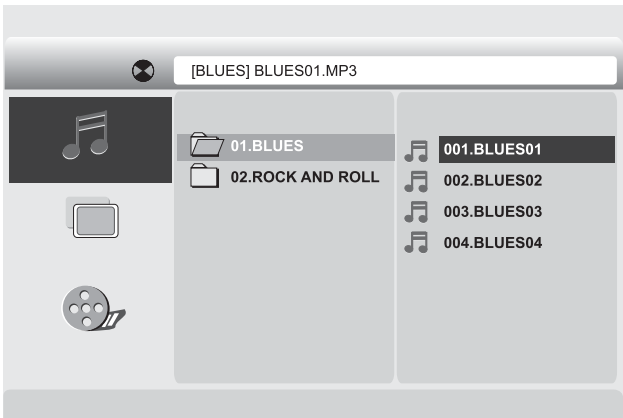 [BLUES] BLUES01.MP3
01.BLUES
02.ROCK AND ROLL
001.BLUES01
002.BLUES02
003.BLUES03
004.BLUES04